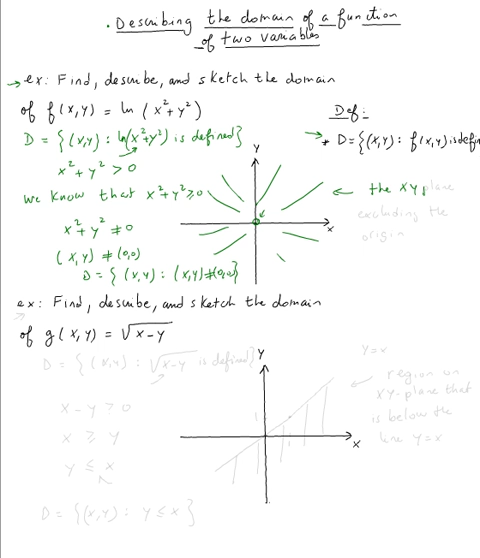 . Describing the domain of a function
of two variables
→ ex: Find, describe, and sketch the domain
of f(x,y) = ln (x²+y²)
D = {(x,y) : ln(x²+y²) is defined}
x²+y² > 0
we know that x²+y² ≥ 0
x²+y² ≠ 0
(x,y) ≠ (0,0)
D = {(x,y) : (x,y) ≠ (0,0)}
Def:
→ * D = {(x,y) : f(x,y) is defin
Y
x
← the xy plane
excluding the
origin
ex: Find, describe, and sketch the domain
of g(x,y) = √x-y
D = {(x,y) : √x-y is defined}
x-y ≥ 0
x ≥ y
y ≤ x
D = {(x,y) : y ≤ x}
Y
x
Y=x
← region on
xy-plane that
is below the
line Y=x